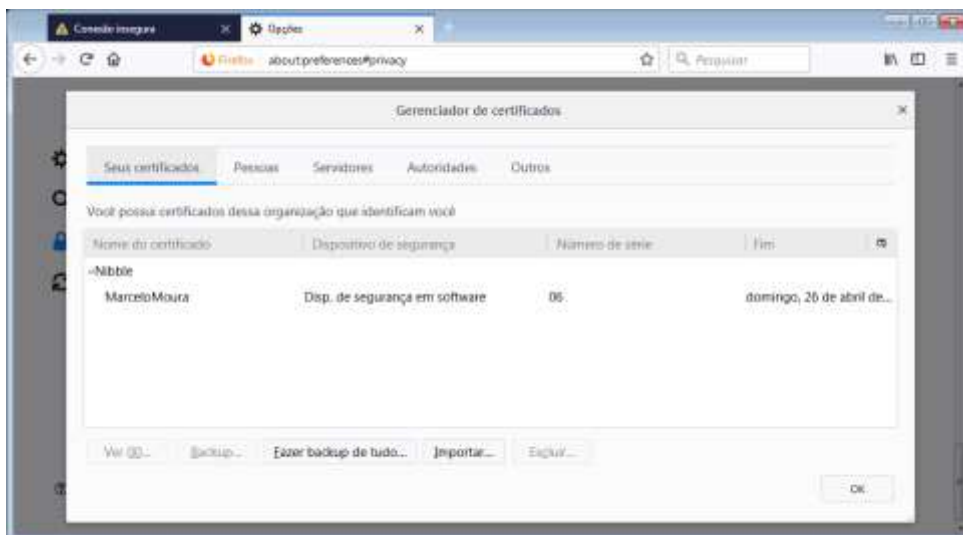 Conexão insegura
Opções
Firefox about:preferences#privacy
Pesquisar
Gerenciador de certificados
Seus certificados Pessoas Servidores Autoridades Outros
Você possui certificados dessa organização que identificam você
Nome do certificado Dispositivo de segurança Número de série Fim
Nibble
MarceloMoura Disp. de segurança em software 06 domingo, 26 de abril de...
Ver (X)... Backup... Fazer backup de tudo... Importar... Excluir...
OK